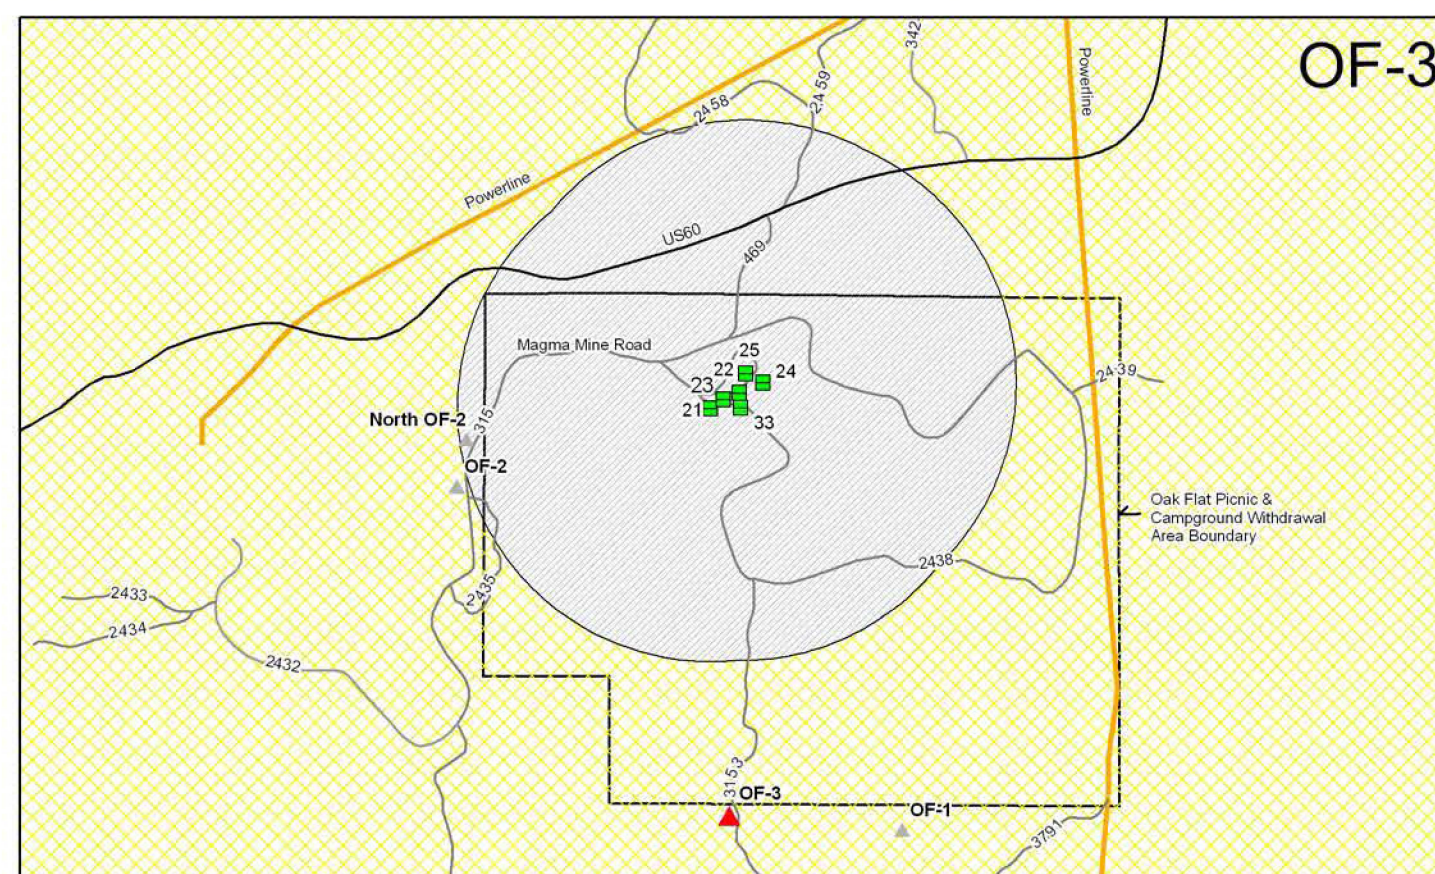 OF-3
342
Powerline
2459
2458
Powerline
US60
469
Magma Mine Road
25
22
24
23
21
33
2439
North OF-2
315
OF-2
Oak Flat Picnic &
Campground Withdrawal
Area Boundary
2438
2435
2433
2434
2432
3153
OF-3
OF-1
3791